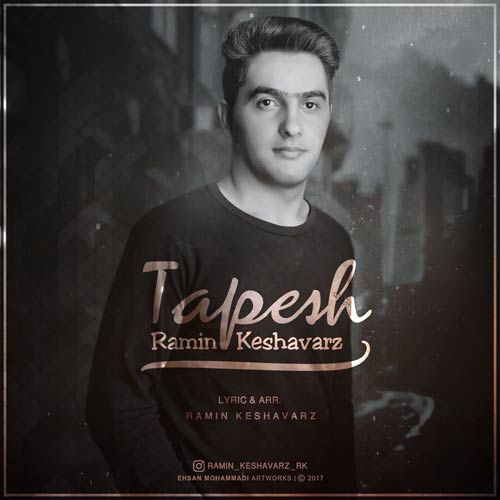 Tapesh
Ramin Keshavarz
LYRIC & ARR.
RAMIN KESHAVARZ
RAMIN_KESHAVARZ_RK
EHSAN MOHAMMADI ARTWORKS | © 2017